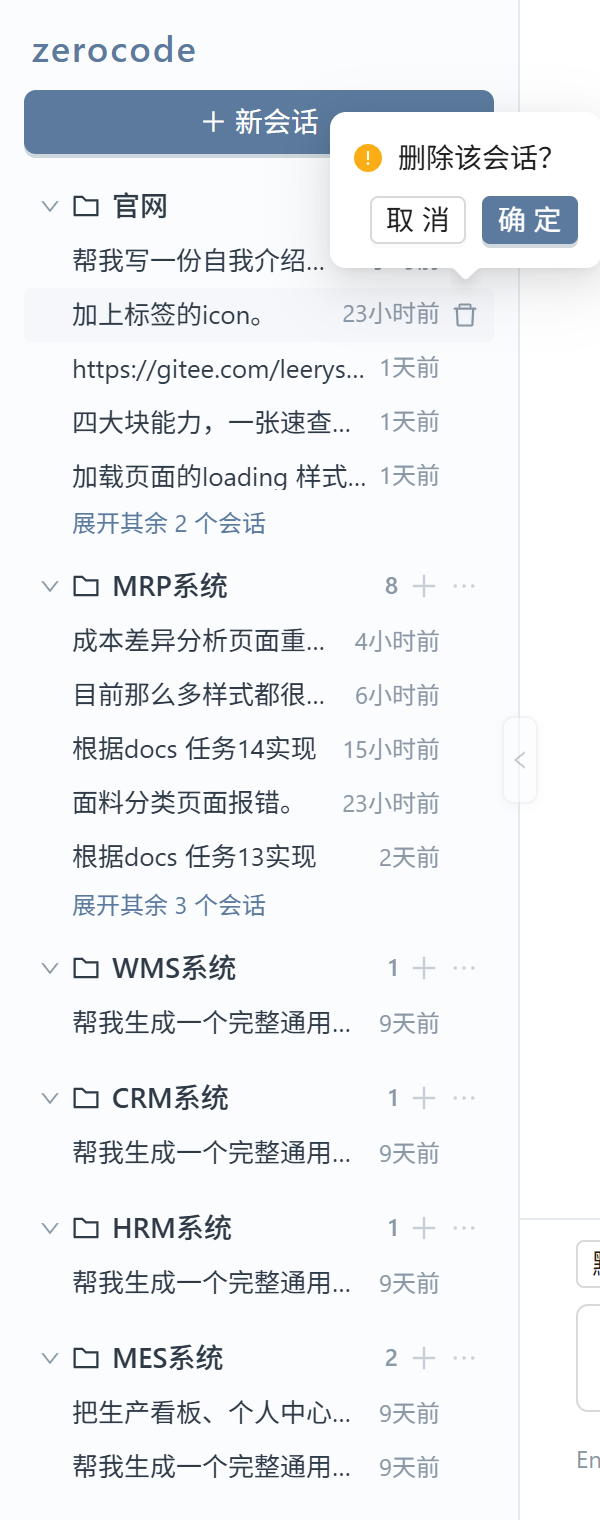 zerocode
新会话
删除该会话?
取 消 确 定
官网
帮我写一份自我介绍...
加上标签的icon。 23小时前
https://gitee.com/leerys... 1天前
四大块能力，一张速查... 1天前
加载页面的loading 样式... 1天前
展开其余 2 个会话
MRP系统 8
成本差异分析页面重... 4小时前
目前那么多样式都很... 6小时前
根据docs 任务14实现 15小时前
面料分类页面报错。 23小时前
根据docs 任务13实现 2天前
展开其余 3 个会话
WMS系统 1
帮我生成一个完整通用... 9天前
CRM系统 1
帮我生成一个完整通用... 9天前
HRM系统 1
帮我生成一个完整通用... 9天前
MES系统 2
把生产看板、个人中心... 9天前
帮我生成一个完整通用... 9天前
En